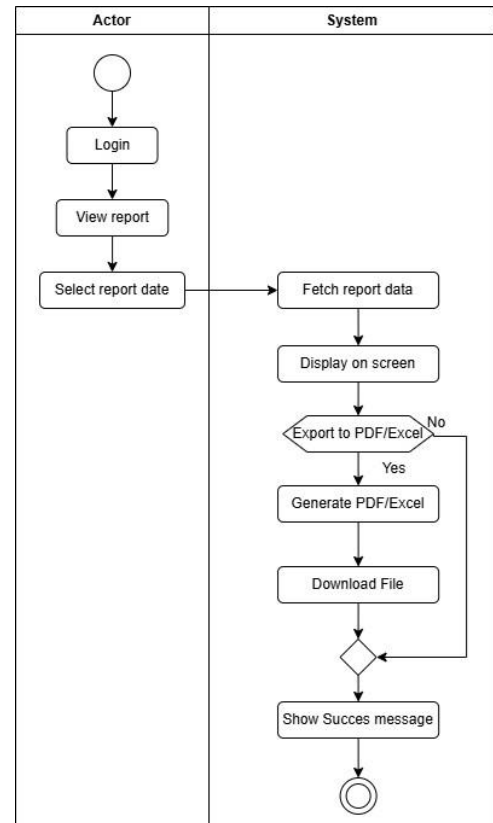 Actor
System
Login
View report
Select report date
Fetch report data
Display on screen
Export to PDF/Excel
No
Yes
Generate PDF/Excel
Download File
Show Succes message